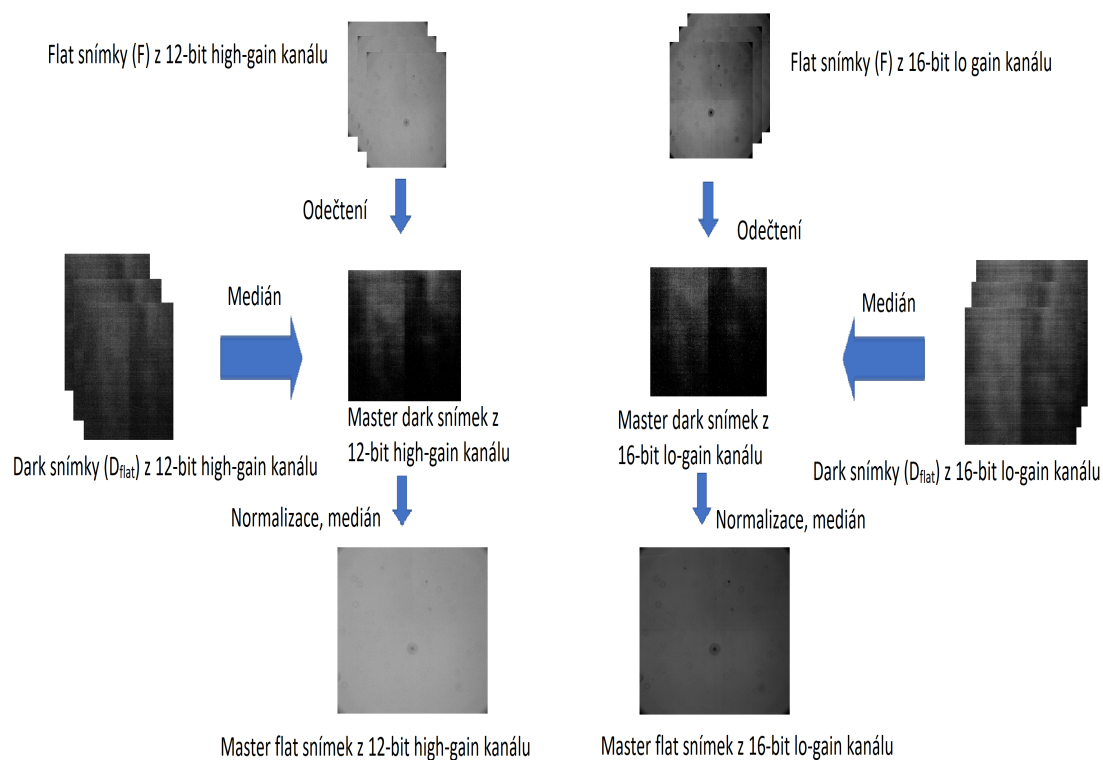 Flat snímky (F) z 12-bit high-gain kanálu
Flat snímky (F) z 16-bit lo gain kanálu
Odečtení
Odečtení
Medián
Medián
Master dark snímek z
12-bit high-gain kanálu
Master dark snímek z
16-bit lo-gain kanálu
Dark snímky (Dflat) z 12-bit high-gain kanálu
Dark snímky (Dflat) z 16-bit lo-gain kanálu
Normalizace, medián
Normalizace, medián
Master flat snímek z 12-bit high-gain kanálu
Master flat snímek z 16-bit lo-gain kanálu